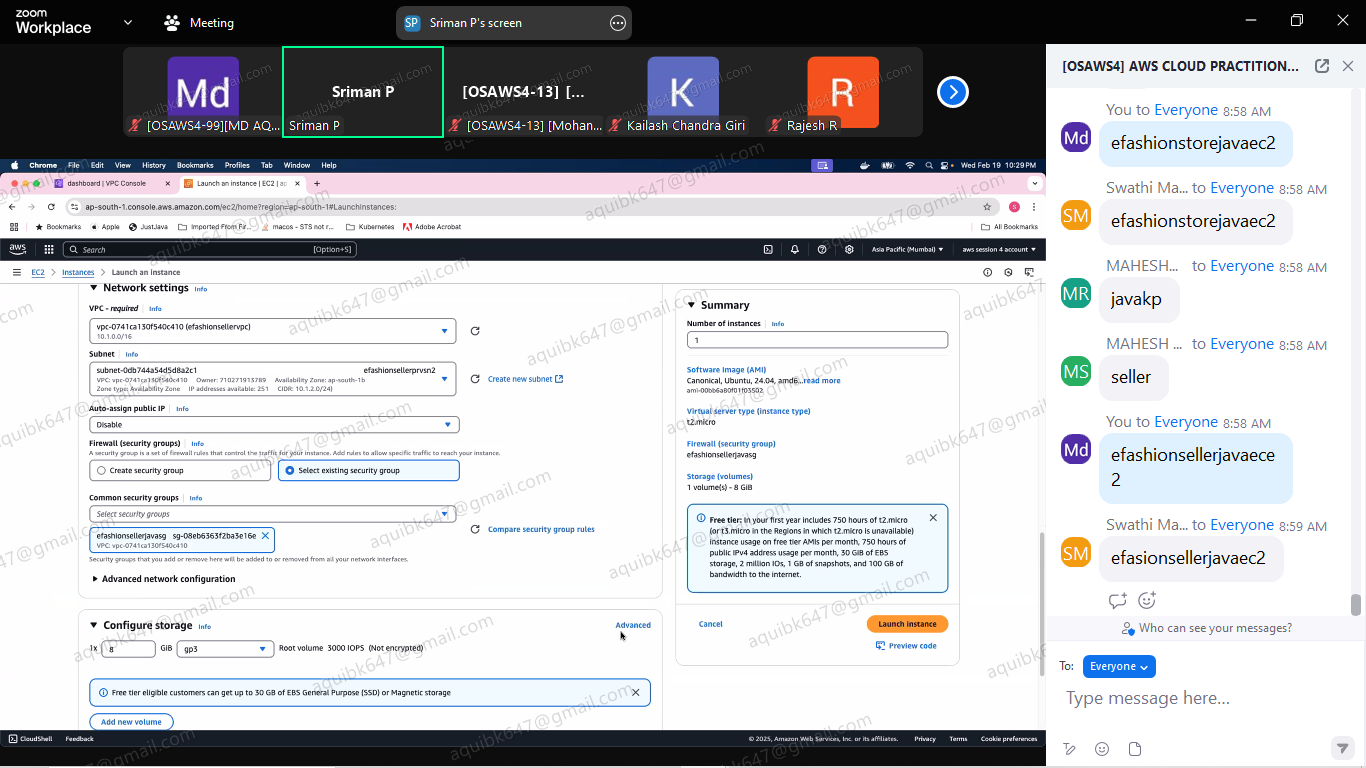 zoom
Workplace
Meeting
SP Sriman P's screen
Md
[OSAWS4-99][MD AQ...
Sriman P
Sriman P
[OSAWS4-13] [...
[OSAWS4-13] [Mohan...
K
Kailash Chandra Giri
R
Rajesh R
Chrome File Edit View History Bookmarks Profiles Tab Window Help
Wed Feb 19 10:29PM
dashboard | VPC Console
Launch an instance | EC2 | ap
ap-south-1.console.aws.amazon.com/ec2/home?region=ap-south-1#LaunchInstances:
Bookmarks Apple JustJava Imported From Fir... macos - STS not r... Kubernetes Adobe Acrobat All Bookmarks
aws Search [Option+S] Asia Pacific (Mumbai) aws session 4 account
EC2 Instances Launch an instance
Network settings Info
VPC - required Info
vpc-0741ca130f540c410 (efashionsellervpc)
10.1.0.0/16
Subnet Info
subnet-0db744a54d5d8a2c1 efashionsellerprvsn2
VPC: vpc-0741ca130f540c410 Owner: 710271913789 Availability Zone: ap-south-1b
Zone type: Availability Zone IP addresses available: 251 CIDR: 10.1.2.0/24)
Create new subnet
Auto-assign public IP Info
Disable
Firewall (security groups) Info
A security group is a set of firewall rules that control the traffic for your instance. Add rules to allow specific traffic to reach your instance.
Create security group
Select existing security group
Common security groups Info
Select security groups
efashionsellerjavasg sg-08eb6363f2ba3e16e
VPC: vpc-0741ca130f540c410
Compare security group rules
Security groups that you add or remove here will be added to or removed from all your network interfaces.
Advanced network configuration
Configure storage Info
Advanced
1x 8 GiB gp3 Root volume 3000 IOPS (Not encrypted)
Free tier eligible customers can get up to 30 GB of EBS General Purpose (SSD) or Magnetic storage
Add new volume
Summary
Number of instances Info
1
Software image (AMI)
Canonical, Ubuntu, 24.04, amd6...read more
ami-00bb6a80f01f03502
Virtual server type (instance type)
t2.micro
Firewall (security group)
efashionsellerjavasg
Storage (volumes)
1 volume(s) - 8 GiB
Free tier: In your first year includes 750 hours of t2.micro
(or t3.micro in the Regions in which t2.micro is unavailable)
instance usage on free tier AMIs per month, 750 hours of
public IPv4 address usage per month, 30 GiB of EBS
storage, 2 million IOs, 1 GB of snapshots, and 100 GB of
bandwidth to the internet.
Cancel
Launch instance
Preview code
CloudShell Feedback
© 2025, Amazon Web Services, Inc. or its affiliates. Privacy Terms Cookie preferences
aquibk647@gmail.com
[OSAWS4] AWS CLOUD PRACTITION...
You to Everyone 8:58 AM
Md
efashionstorejavaec2
Swathi Ma... to Everyone 8:58 AM
SM
efashionstorejavaec2
MAHESH... to Everyone 8:58 AM
MR
javakp
MAHESH ... to Everyone 8:58 AM
MS
seller
You to Everyone 8:58 AM
Md
efashionsellerjavaece
2
Swathi Ma... to Everyone 8:59 AM
SM
efasionsellerjavaec2
Who can see your messages?
To: Everyone
Type message here...